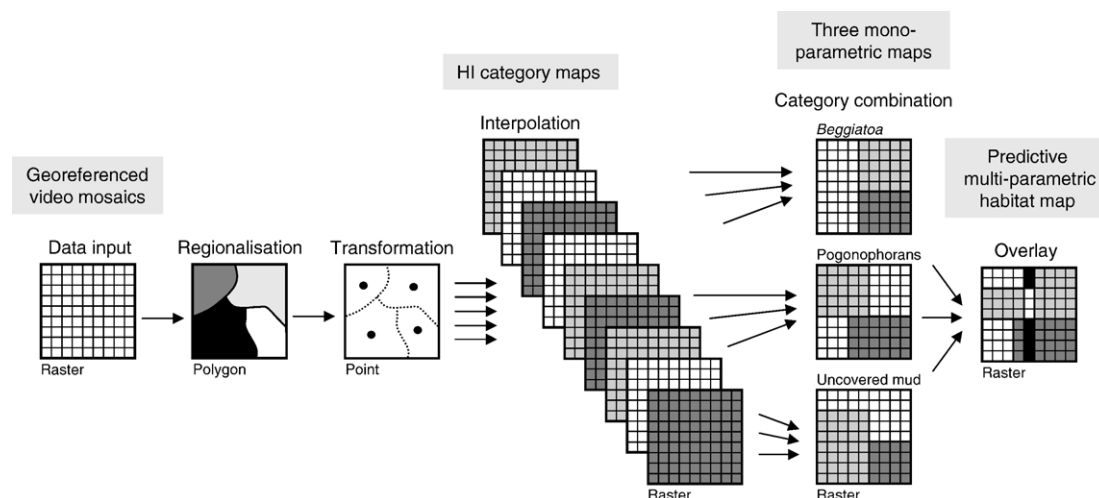 Georeferenced
video mosaics
Data input
Raster
Regionalisation
Polygon
Transformation
Point
HI category maps
Interpolation
Raster
Three mono-
parametric maps
Category combination
Beggiatoa
Pogonophorans
Uncovered mud
Raster
Predictive
multi-parametric
habitat map
Overlay
Raster